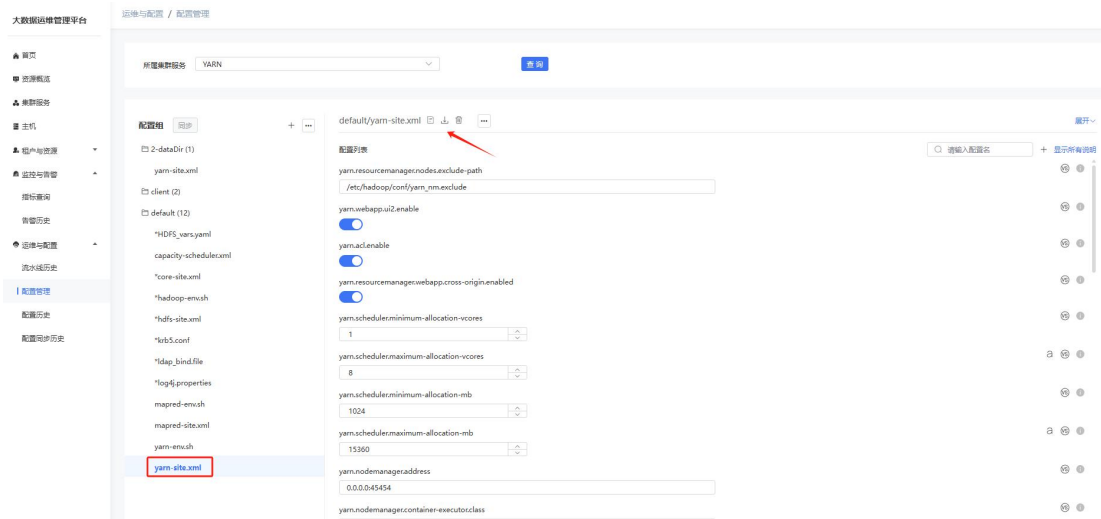 大数据运维管理平台
运维与配置 / 配置管理
首页
资源概览
集群服务
主机
租户与资源
监控与告警
指标查询
告警历史
运维与配置
流水线历史
配置管理
配置历史
配置同步历史
所属集群服务 YARN 查询
配置组 同步 + ...
2-dataDir (1)
yarn-site.xml
client (2)
default (12)
*HDFS_vars.yaml
capacity-scheduler.xml
*core-site.xml
*hadoop-env.sh
*hdfs-site.xml
*krb5.conf
*ldap_bind.file
*log4j.properties
mapred-env.sh
mapred-site.xml
yarn-env.sh
yarn-site.xml
default/yarn-site.xml ... 展开
配置列表 请输入配置名 + 显示所有说明
yarn.resourcemanager.nodes.exclude-path
/etc/hadoop/conf/yarn_nm.exclude
yarn.webapp.ui2.enable
yarn.acl.enable
yarn.resourcemanager.webapp.cross-origin.enabled
yarn.scheduler.minimum-allocation-vcores
1
yarn.scheduler.maximum-allocation-vcores
8
yarn.scheduler.minimum-allocation-mb
1024
yarn.scheduler.maximum-allocation-mb
15360
yarn.nodemanager.address
0.0.0.0:45454
yarn.nodemanager.container-executor.class